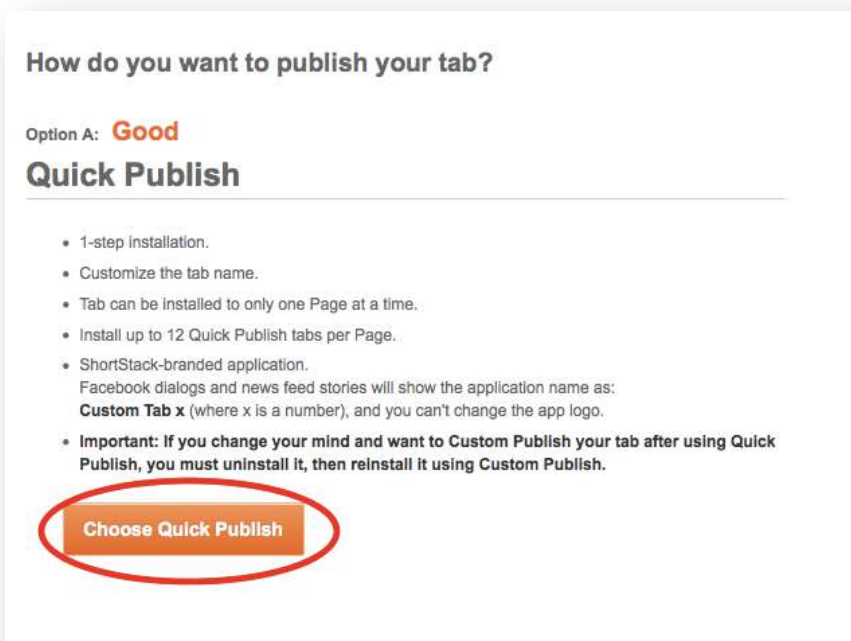 How do you want to publish your tab?
Option A: Good
Quick Publish
• 1-step installation.
• Customize the tab name.
• Tab can be installed to only one Page at a time.
• Install up to 12 Quick Publish tabs per Page.
• ShortStack-branded application.
Facebook dialogs and news feed stories will show the application name as:
Custom Tab x (where x is a number), and you can't change the app logo.
• Important: If you change your mind and want to Custom Publish your tab after using Quick
Publish, you must uninstall it, then reinstall it using Custom Publish.
Choose Quick Publish